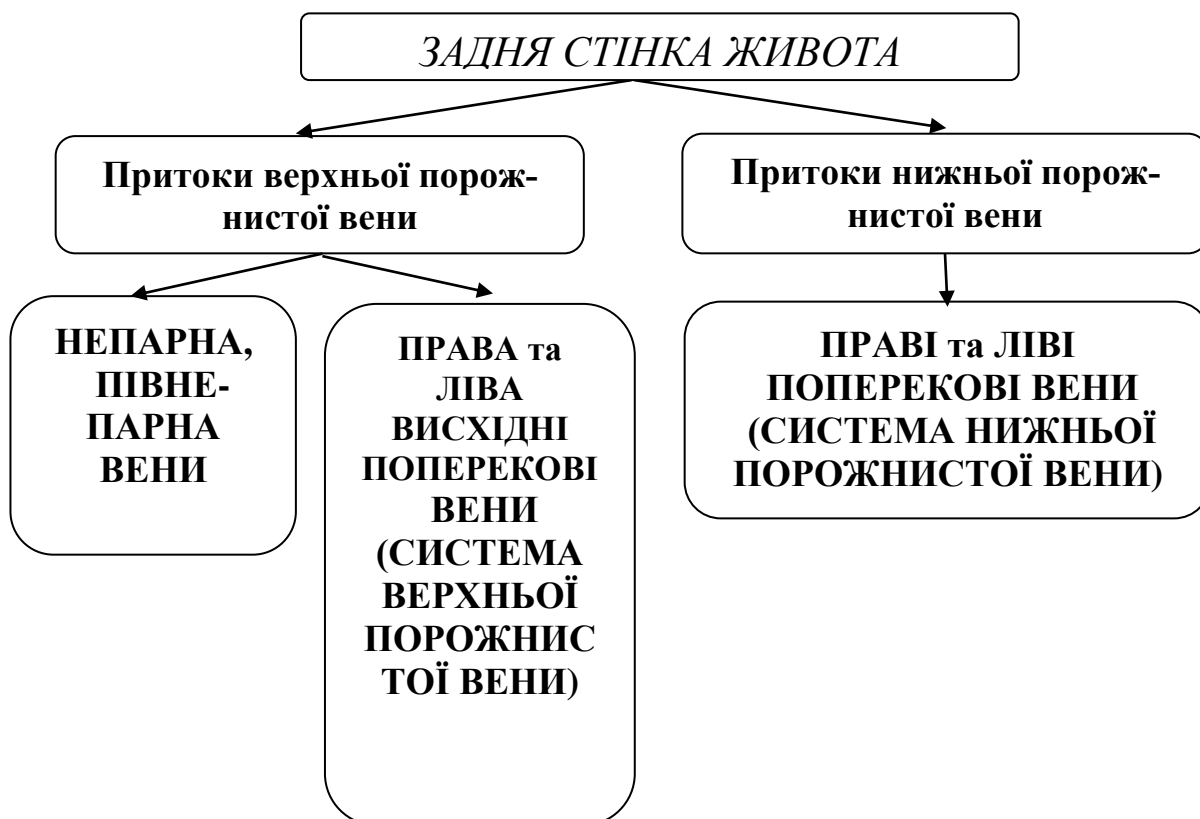 ЗАДНЯ СТІНКА ЖИВОТА
Притоки верхньої порож-
нистої вени
Притоки нижньої порож-
нистої вени
НЕПАРНА,
ПІВНЕ-
ПАРНА
ВЕНИ
ПРАВА та
ЛІВА
ВИСХІДНІ
ПОПЕРЕКОВІ
ВЕНИ
(СИСТЕМА
ВЕРХНЬОЇ
ПОРОЖНИС
ТОЇ ВЕНИ)
ПРАВІ та ЛІВІ
ПОПЕРЕКОВІ ВЕНИ
(СИСТЕМА НИЖНЬОЇ
ПОРОЖНИСТОЇ ВЕНИ)